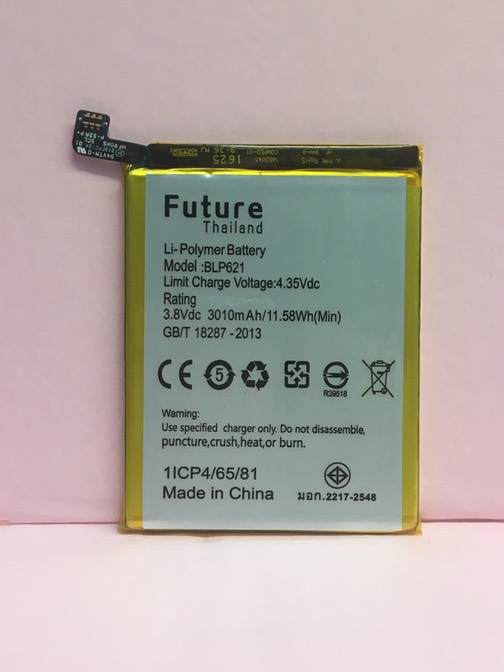 Future
Thailand
Li-Polymer Battery
Model :BLP621
Limit Charge Voltage:4.35Vdc
Rating
3.8Vdc 3010mAh/11.58Wh(Min)
GB/T 18287 - 2013
CE 5
R39518
Warning:
Use specified charger only. Do not disassemble,
puncture,crush,heat,or burn.
1ICP4/65/81
Made in China
มอก.2217-2548
1625